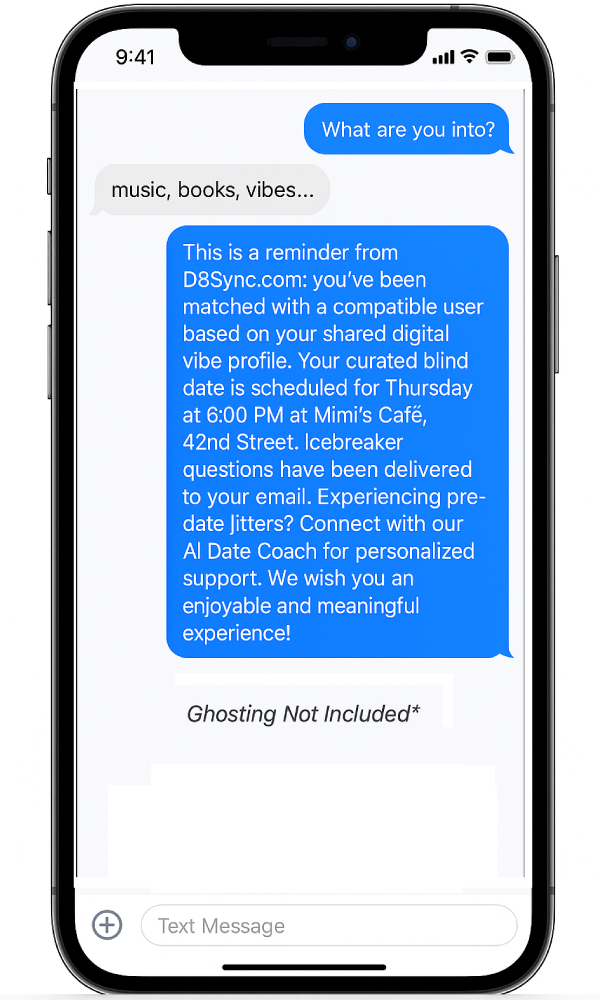 9:41
What are you into?
music, books, vibes...
This is a reminder from
D8Sync.com: you’ve been
matched with a compatible user
based on your shared digital
vibe profile. Your curated blind
date is scheduled for Thursday
at 6:00 PM at Mimi’s Café,
42nd Street. Icebreaker
questions have been delivered
to your email. Experiencing pre-
date jitters? Connect with our
AI Date Coach for personalized
support. We wish you an
enjoyable and meaningful
experience!
Ghosting Not Included*
Text Message